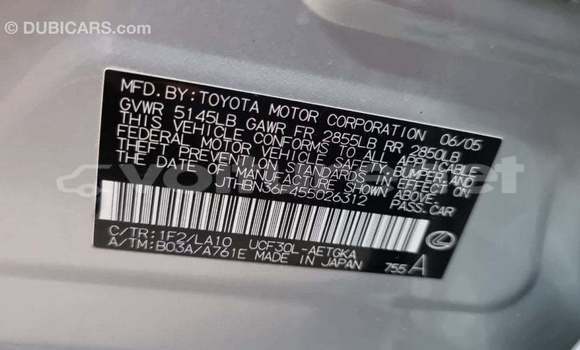 © DUBICARS.COM
MFD. BY: TOYOTA MOTOR CORPORATION 06/05
GVWR 5145LB GAWR FR 2855LB RR 2850LB
THIS VEHICLE CONFORMS TO ALL APPLICABLE
FEDERAL MOTOR VEHICLE SAFETY, BUMPER, AND
THEFT PREVENTION STANDARDS IN EFFECT ON
THE DATE OF MANUFACTURE SHOWN ABOVE.
JTHBN36F455026312 PASS. CAR
C/TR: 1F2/LA10 UCF30L-AETGKA
A/TM: B03A/A761E MADE IN JAPAN 755 A